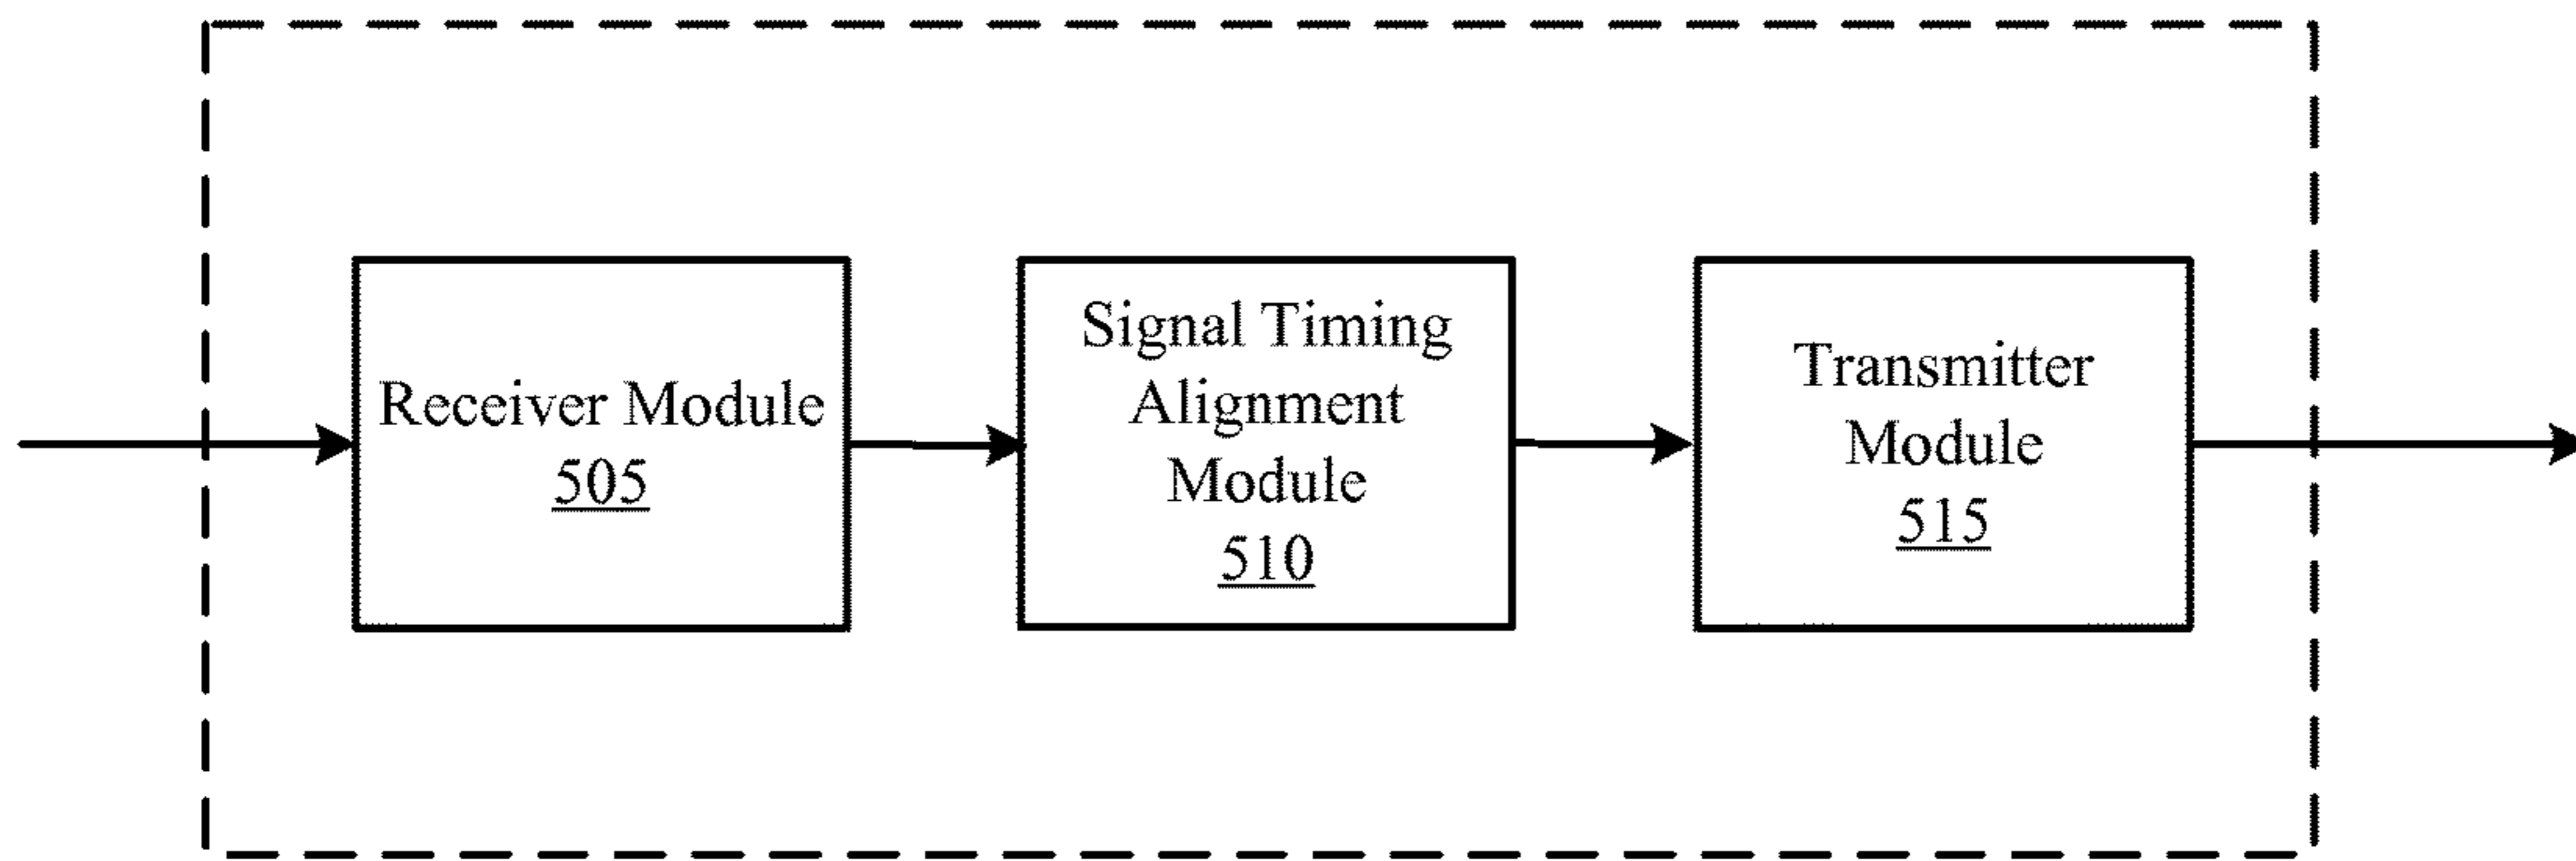 Receiver Module
505
Signal Timing
Alignment
Module
510
Transmitter
Module
515